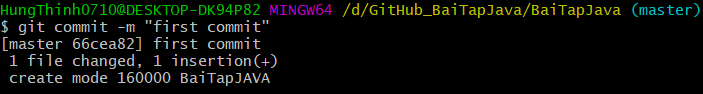 HungThinh0710@DESKTOP-DK94P82 MINGW64 /d/GitHub_BaiTapJava/BaiTapJava (master)
$ git commit -m "first commit"
[master 66cea82] first commit
 1 file changed, 1 insertion(+)
 create mode 160000 BaiTapJAVA